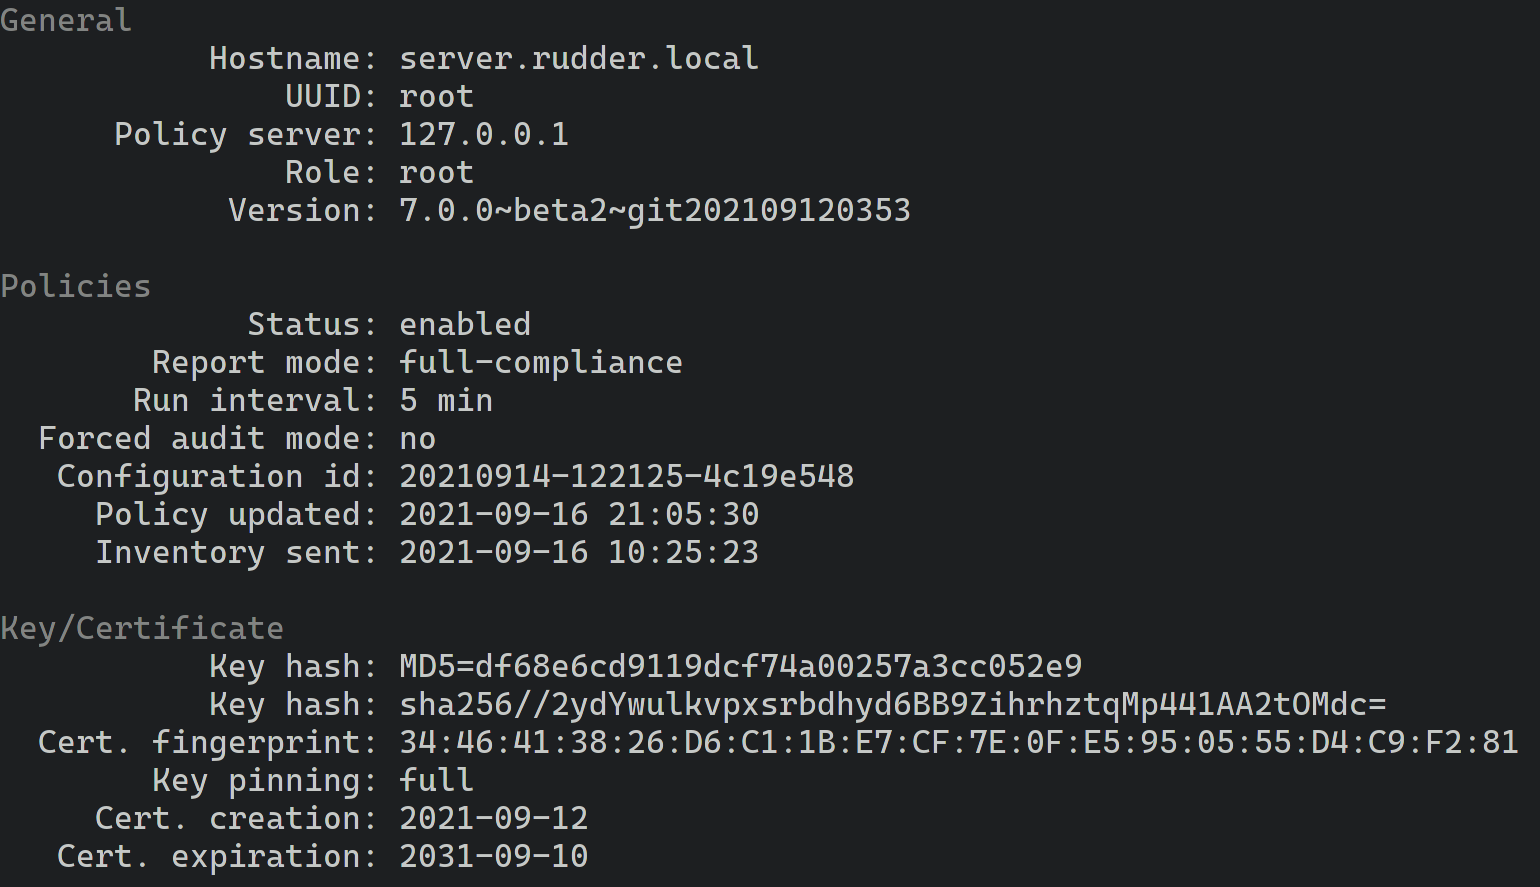 General
Hostname: server.rudder.local
UUID: root
Policy server: 127.0.0.1
Role: root
Version: 7.0.0~beta2~git202109120353
Policies
Status: enabled
Report mode: full-compliance
Run interval: 5 min
Forced audit mode: no
Configuration id: 20210914-122125-4c19e548
Policy updated: 2021-09-16 21:05:30
Inventory sent: 2021-09-16 10:25:23
Key/Certificate
Key hash: MD5=df68e6cd9119dcf74a00257a3cc052e9
Key hash: sha256//2ydYwulkvpxsrbdhyd6BB9ZihrhztqMp441AA2tOMdc=
Cert. fingerprint: 34:46:41:38:26:D6:C1:1B:E7:CF:7E:0F:E5:95:05:55:D4:C9:F2:81
Key pinning: full
Cert. creation: 2021-09-12
Cert. expiration: 2031-09-10